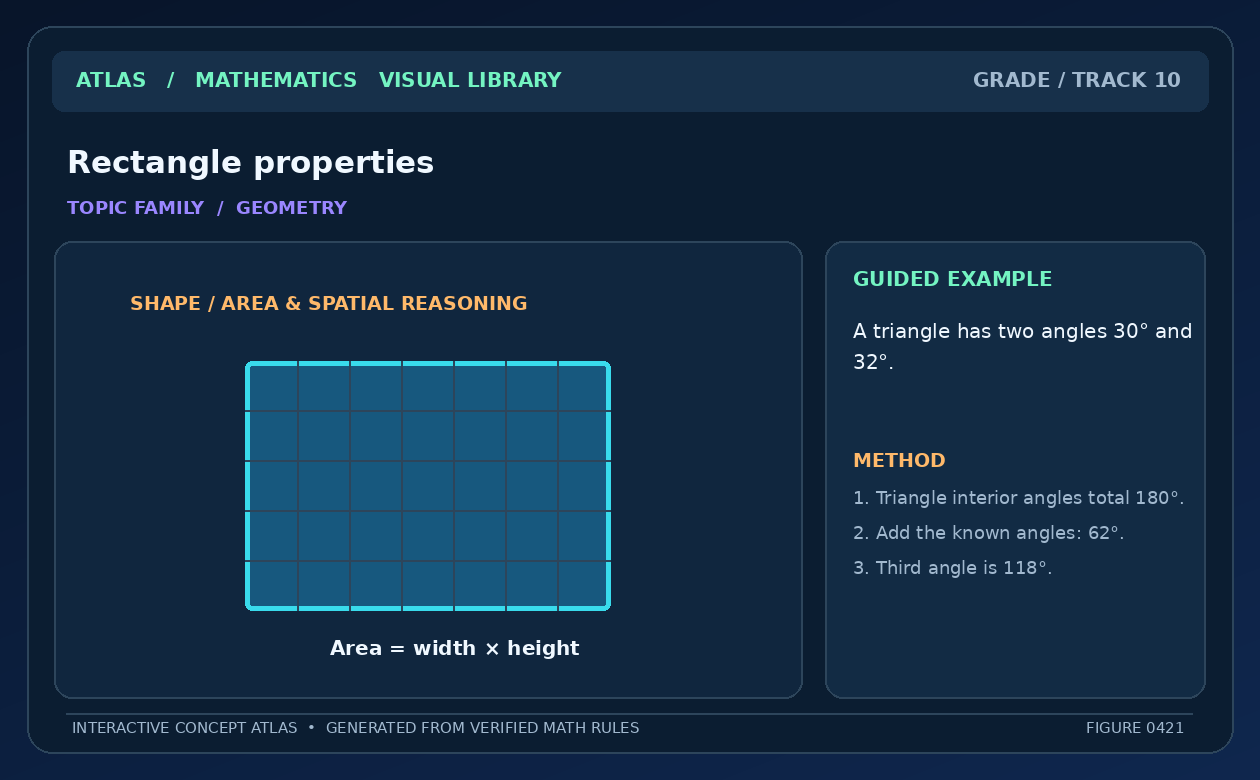 ATLAS / MATHEMATICS VISUAL LIBRARY
GRADE / TRACK 10
Rectangle properties
TOPIC FAMILY / GEOMETRY
SHAPE / AREA & SPATIAL REASONING
Area = width × height
GUIDED EXAMPLE
A triangle has two angles 30° and
32°.
METHOD
1. Triangle interior angles total 180°.
2. Add the known angles: 62°.
3. Third angle is 118°.
INTERACTIVE CONCEPT ATLAS • GENERATED FROM VERIFIED MATH RULES
FIGURE 0421